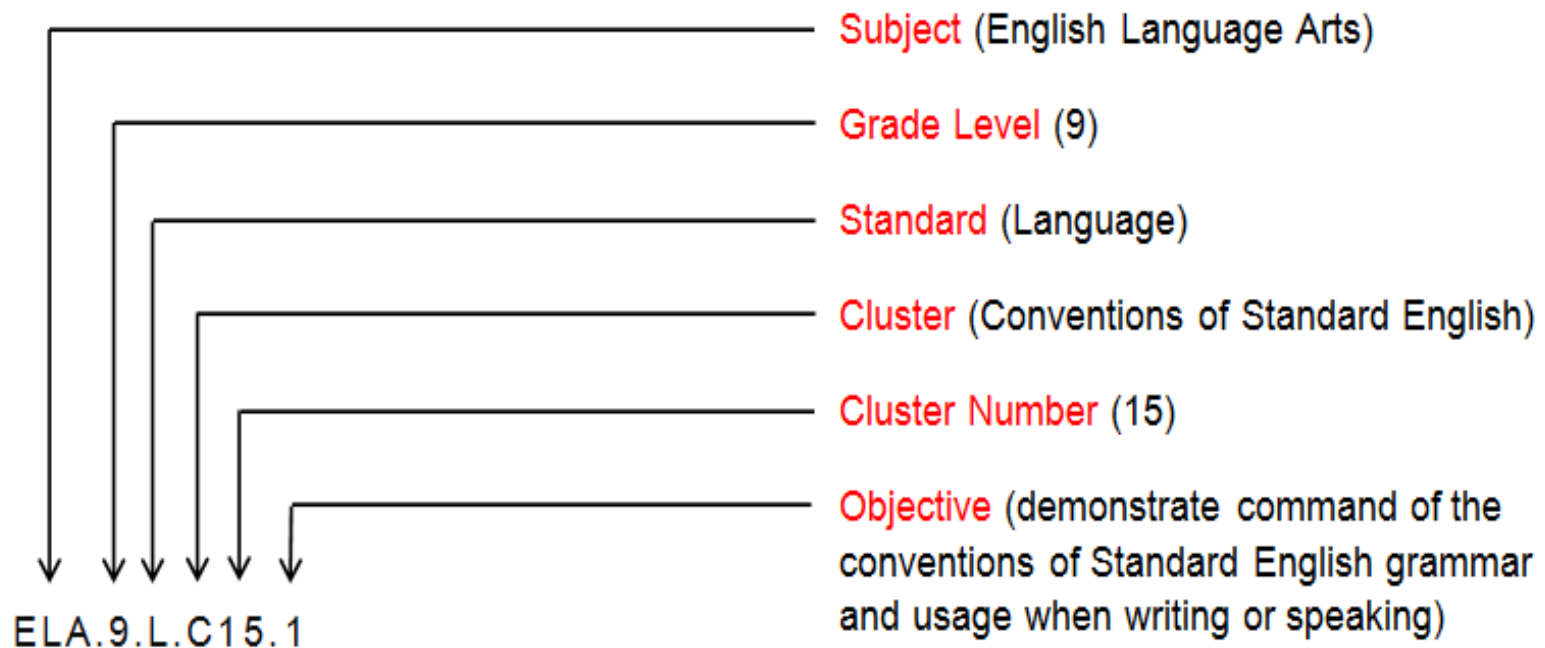 Subject (English Language Arts)
Grade Level (9)
Standard (Language)
Cluster (Conventions of Standard English)
Cluster Number (15)
Objective (demonstrate command of the
conventions of Standard English grammar
and usage when writing or speaking)
ELA.9.L.C15.1